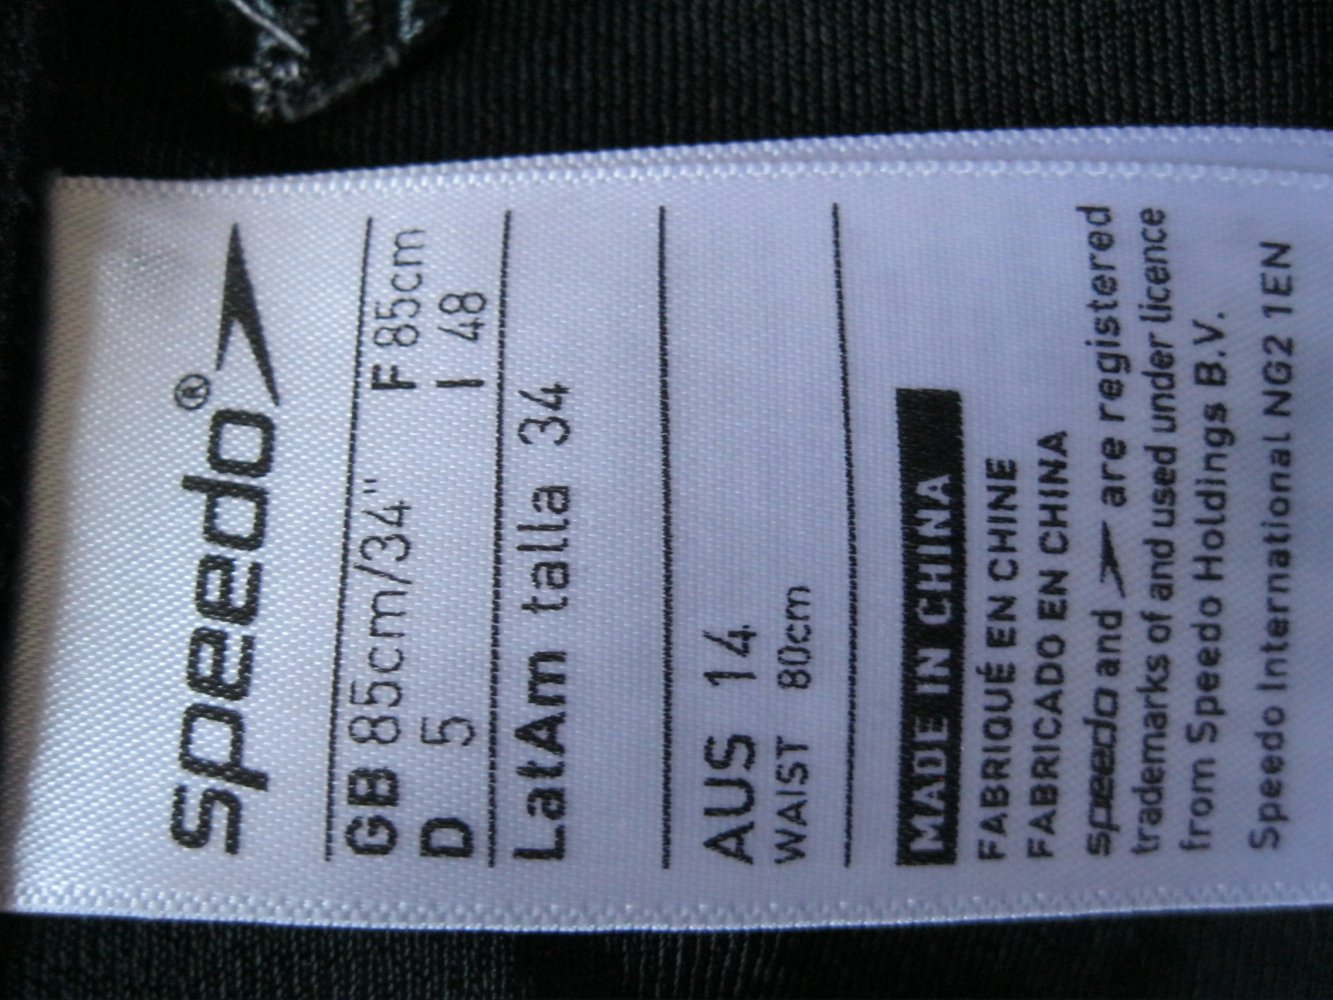 speedo®
GB 85cm/34" F 85cm
D 5 I 48
LatAm talla 34
AUS 14
WAIST 80cm
MADE IN CHINA
FABRIQUÉ EN CHINE
FABRICADO EN CHINA
speedo and are registered
trademarks of and used under licence
from Speedo Holdings B.V.
Speedo International NG2 1EN